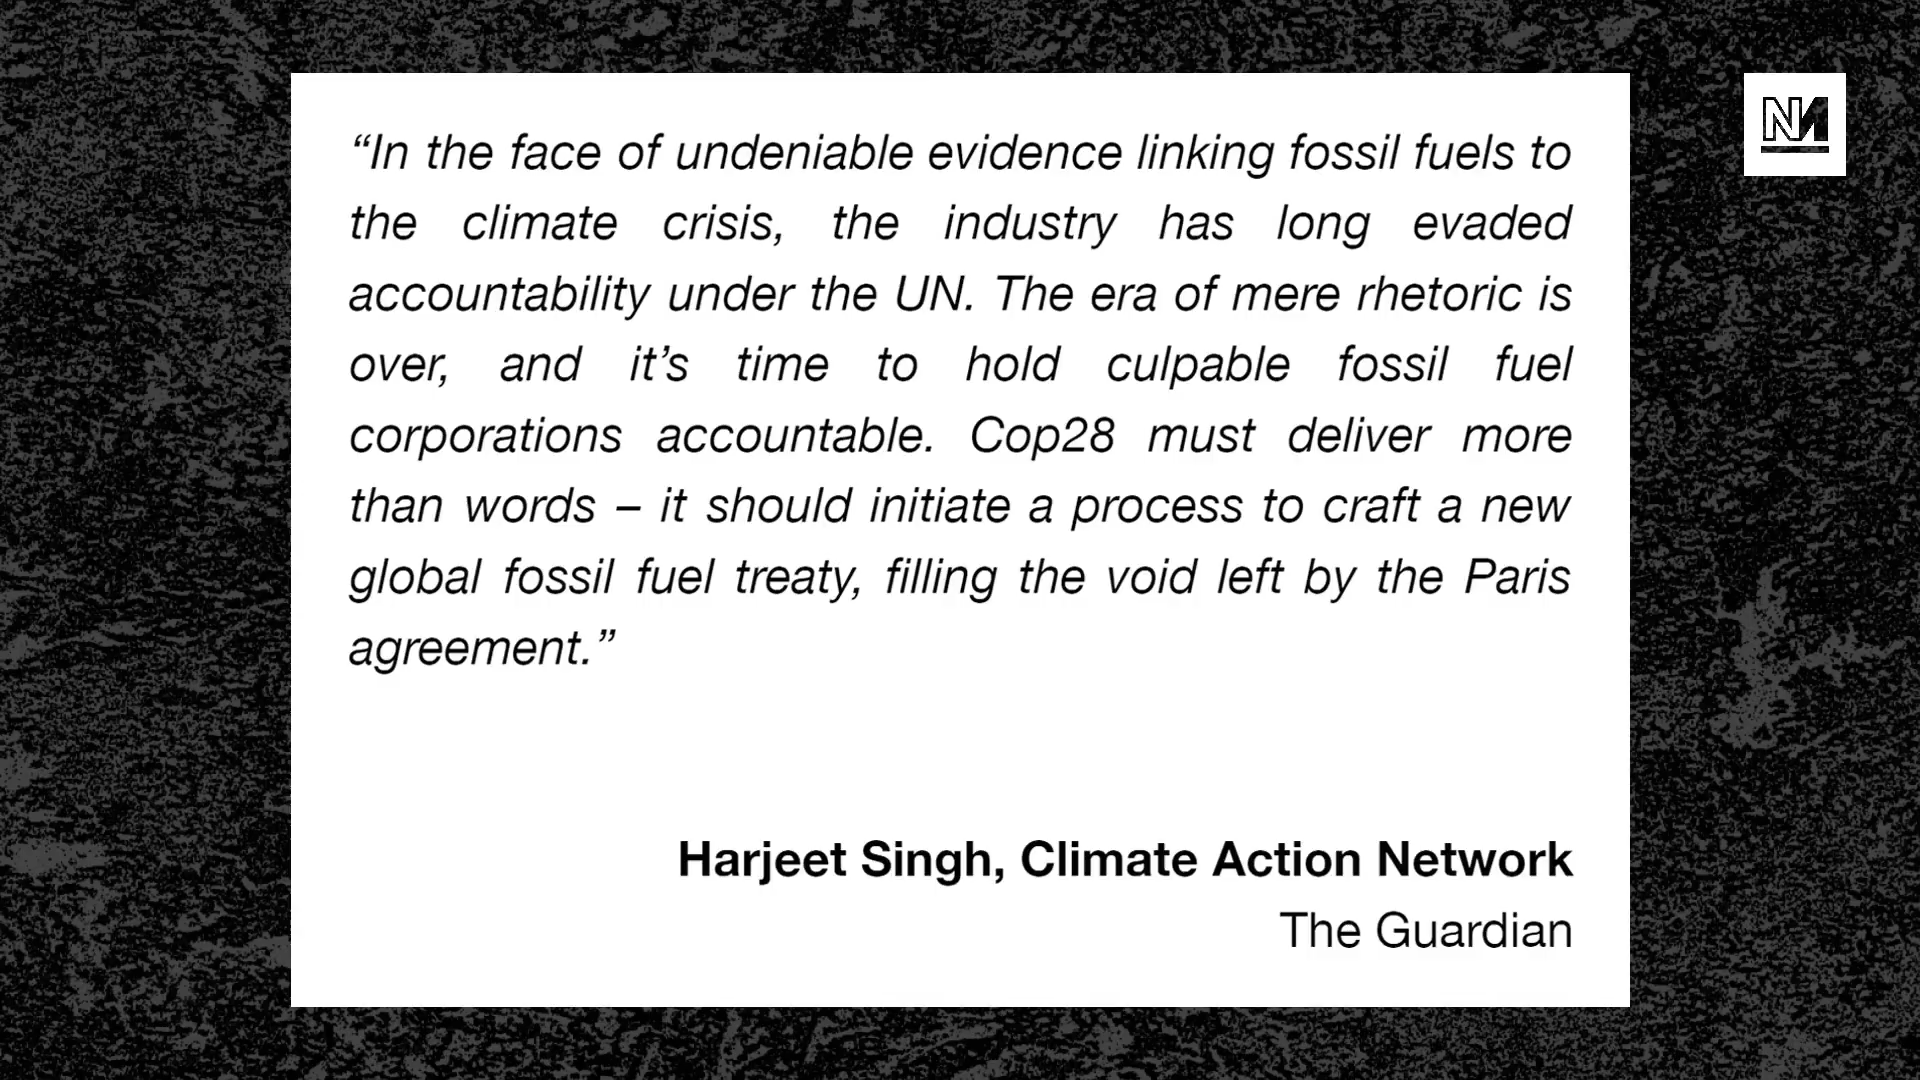 “In the face of undeniable evidence linking fossil fuels to
the climate crisis, the industry has long evaded
accountability under the UN. The era of mere rhetoric is
over, and it’s time to hold culpable fossil fuel
corporations accountable. Cop28 must deliver more
than words – it should initiate a process to craft a new
global fossil fuel treaty, filling the void left by the Paris
agreement.”
Harjeet Singh, Climate Action Network
The Guardian
NM